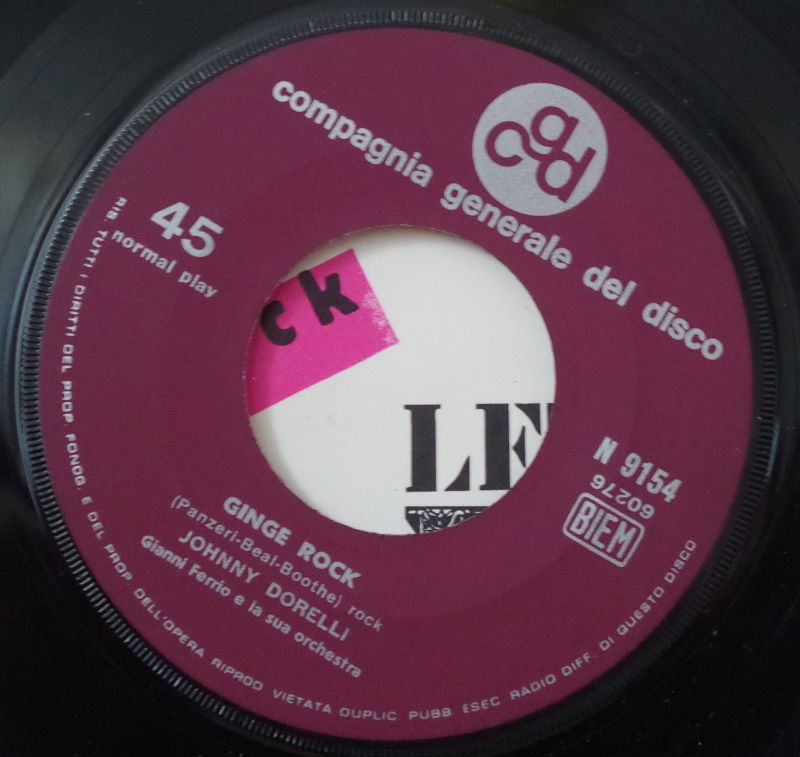 cgd
compagnia generale del disco
45
normal play
N 9154
60276
BIEM
ck
LE
GINGE ROCK
(Panzeri-Beal-Boothe) rock
JOHNNY DORELLI
Gianni Ferrio e la sua orchestra
RIS TUTTI I DIRITTI DEL PROP. FONOG. E DEL PROP. DELL'OPERA RIPROD VIETATA DUPLIC. PUBB ESEC RADIO DIFF. DI QUESTO DISCO